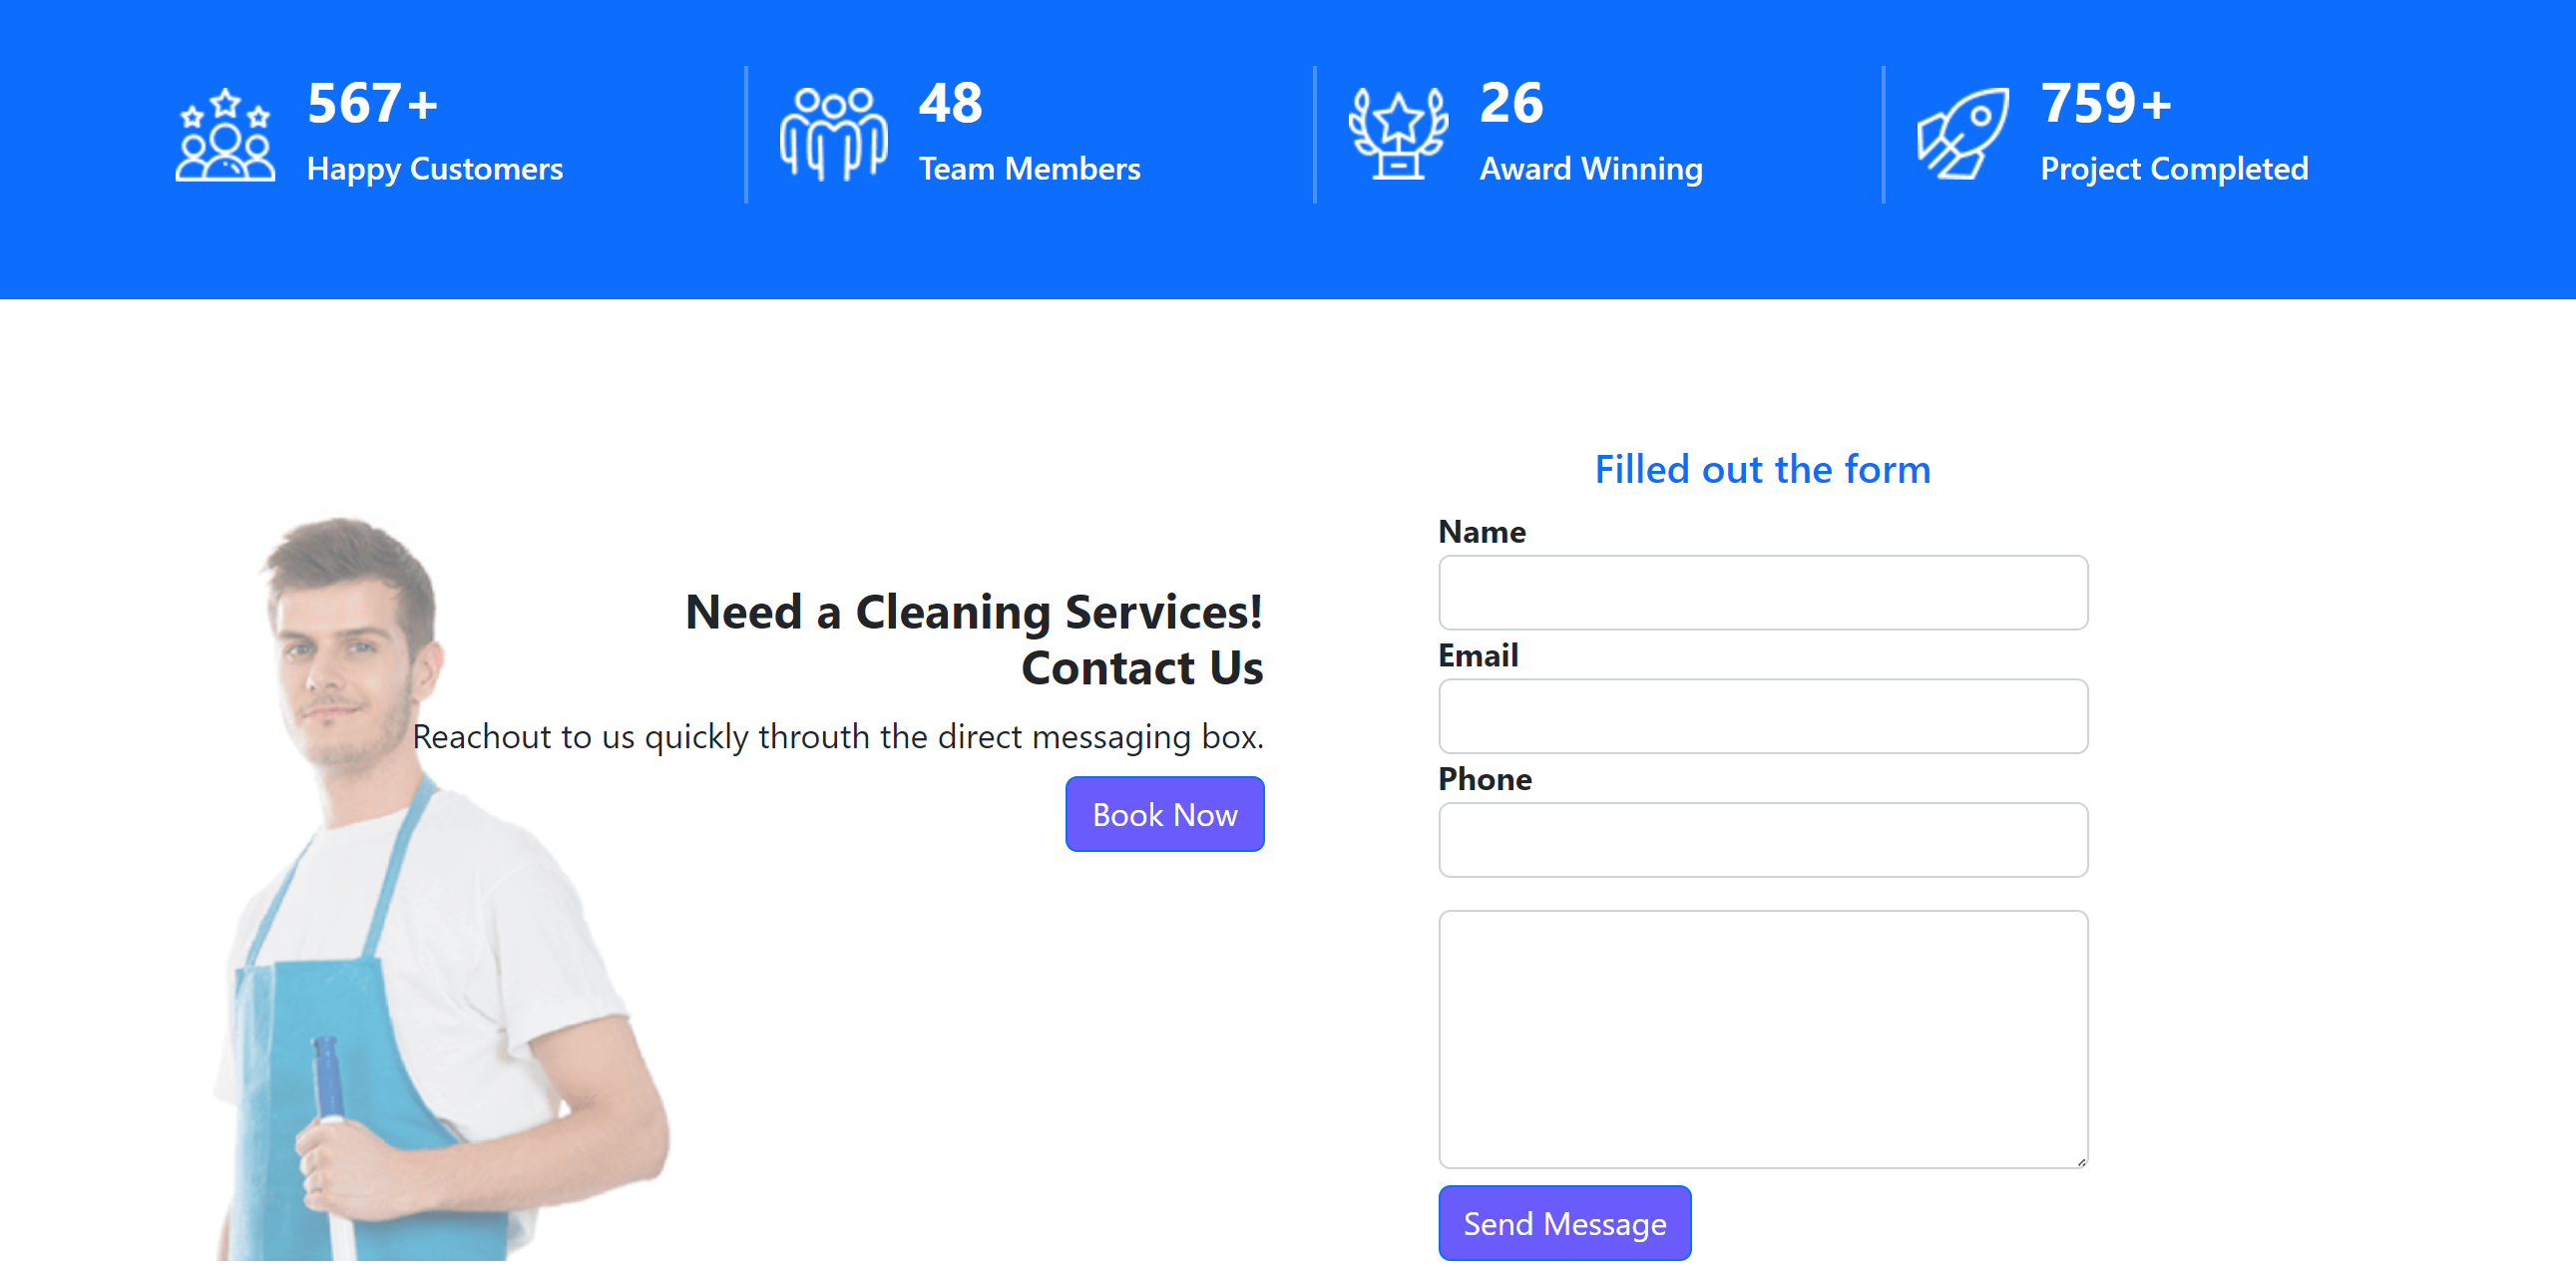 567+
Happy Customers
48
Team Members
26
Award Winning
759+
Project Completed
Need a Cleaning Services!
Contact Us
Reachout to us quickly throuth the direct messaging box.
Book Now
Filled out the form
Name
Email
Phone
Send Message